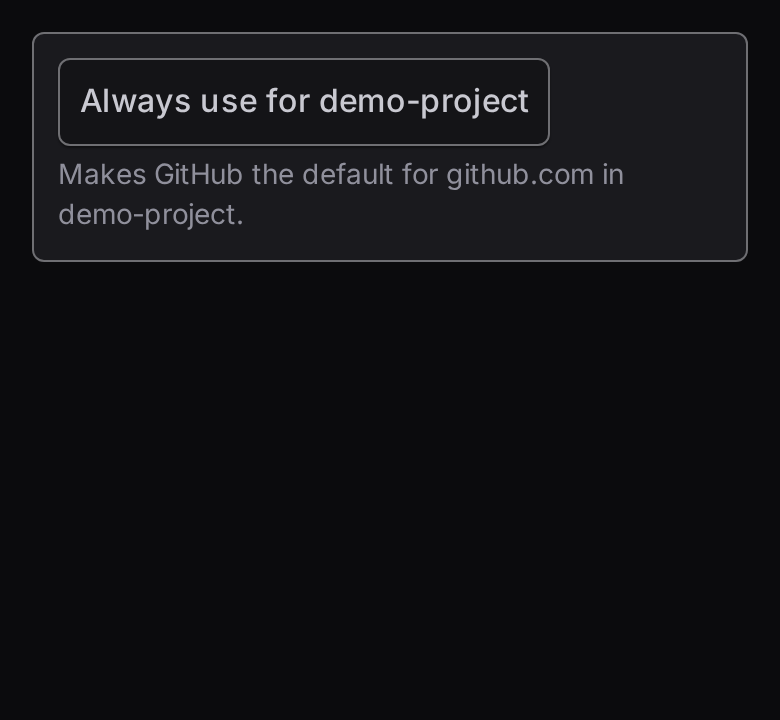 Always use for demo-project
Makes GitHub the default for github.com in
demo-project.